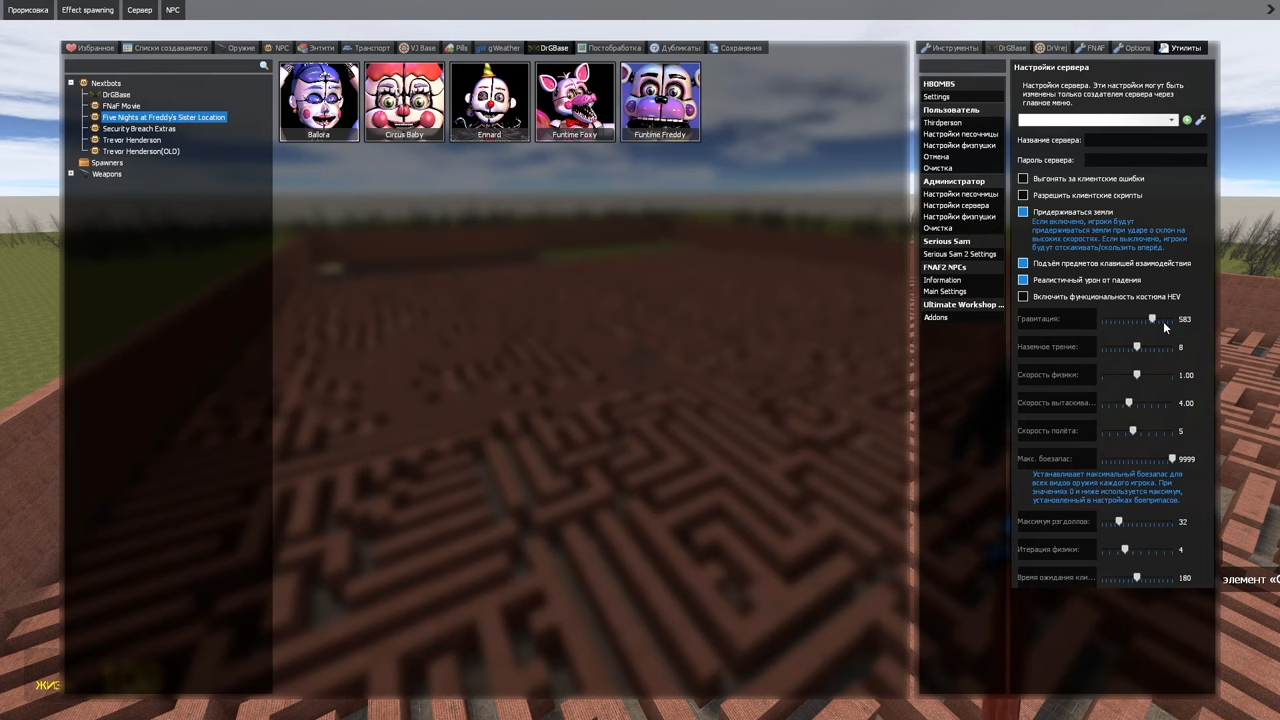 Прорисовка
Effect spawning
Сервер
NPC
Избранное
Списки создаваемого
Оружие
NPC
Энтити
Транспорт
VJ Base
Pills
gWeather
DrGBase
Постобработка
Дубликаты
Сохранения
Nextbots
DrGBase
FNaF Movie
Five Nights at Freddy's Sister Location
Security Breach Extras
Trevor Henderson
Trevor Henderson(OLD)
Spawners
Weapons
Ballora
Circus Baby
Ennard
Funtime Foxy
Funtime Freddy
Инструменты
DrGBase
DrVrej
FNAF
Options
Утилиты
HBOMBS
Settings
Пользователь
Thirdperson
Настройки песочницы
Настройки физпушки
Отмена
Очистка
Администратор
Настройки песочницы
Настройки сервера
Настройки физпушки
Очистка
Serious Sam
Serious Sam 2 Settings
FNAF2 NPCs
Information
Main Settings
Ultimate Workshop ...
Addons
Настройки сервера
Настройки сервера. Эти настройки могут быть
изменены только создателем сервера через
главное меню.
Название сервера:
Пароль сервера:
Выгонять за клиентские ошибки
Разрешить клиентские скрипты
Придерживаться земли
Если включено, игроки будут
придерживаться земли при ударе о склон на
высоких скоростях. Если выключено, игроки
будут отскакивать/скользить вперёд.
Подъём предметов клавишей взаимодействия
Реалистичный урон от падения
Включить функциональность костюма HEV
Гравитация: 583
Наземное трение: 8
Скорость физики: 1.00
Скорость вытаскива... 4.00
Скорость полёта: 5
Макс. боезапас: 9999
Устанавливает максимальный боезапас для
всех видов оружия каждого игрока. При
значениях 0 и ниже используется максимум,
установленный в настройках боеприпасов.
Максимум рэгдоллов: 32
Итерация физики: 4
Время ожидания кли... 180
элемент «О
ЖИЗ